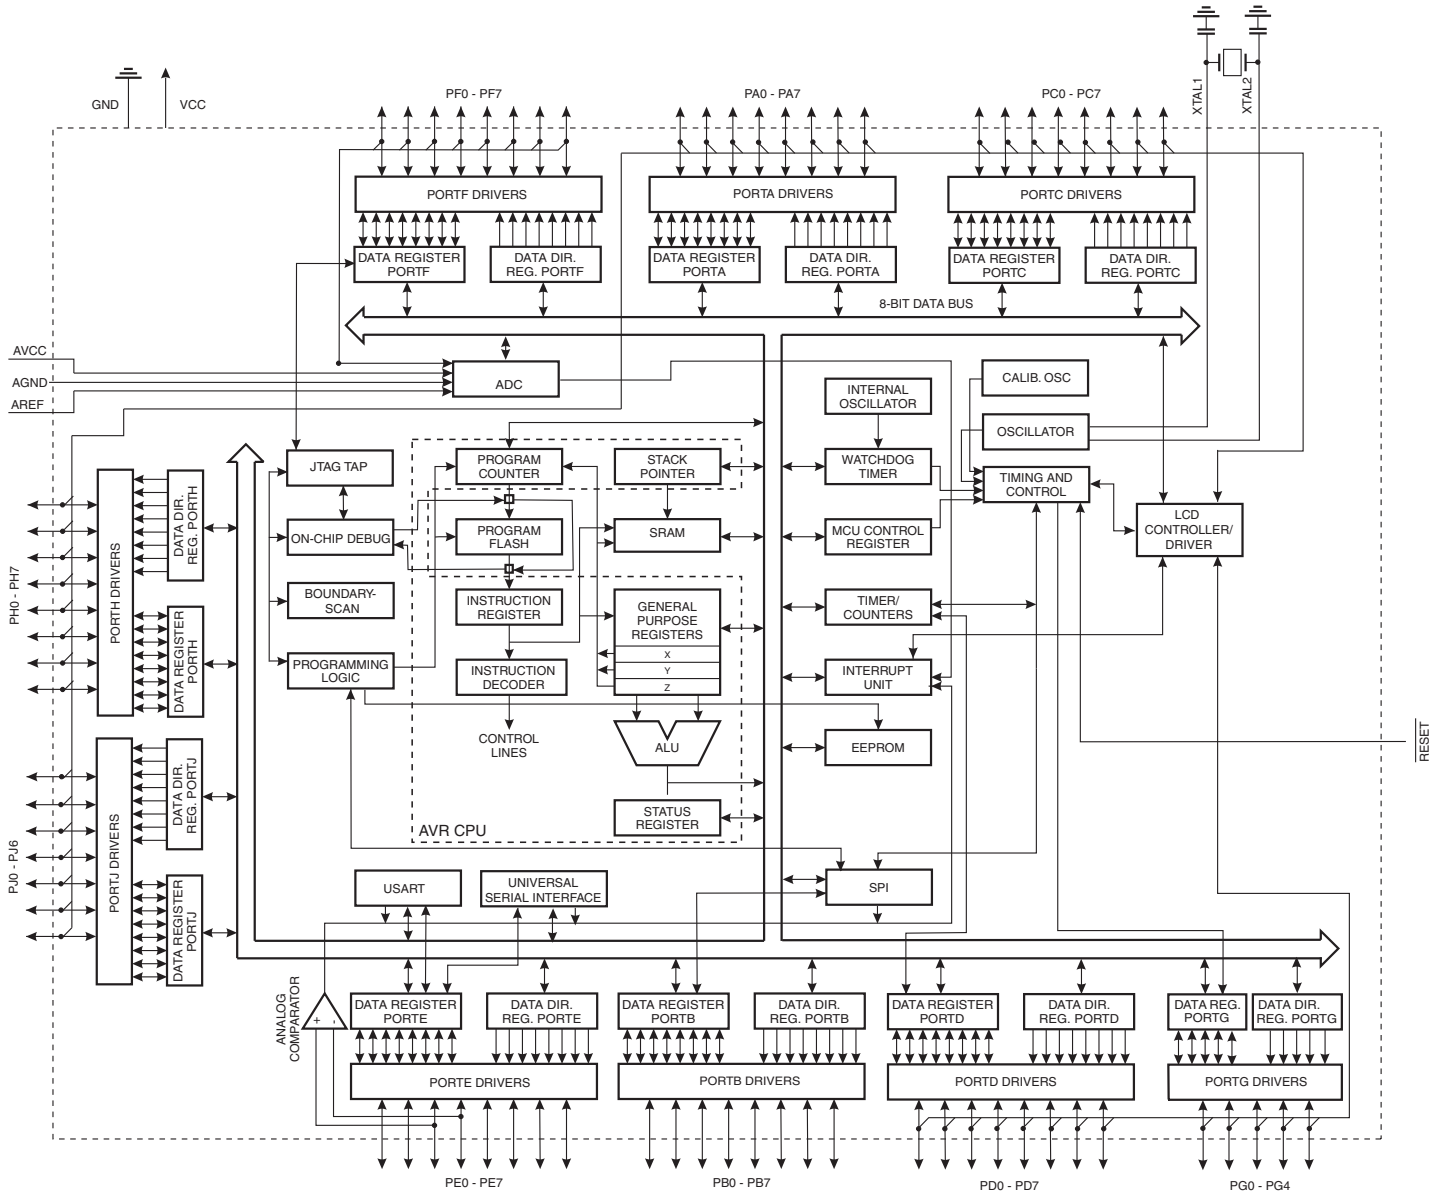 XTAL1
XTAL2
GND
VCC
PF0 - PF7
PA0 - PA7
PC0 - PC7
PORTF DRIVERS
PORTA DRIVERS
PORTC DRIVERS
DATA REGISTER
PORTF
DATA DIR.
REG. PORTF
DATA REGISTER
PORTA
DATA DIR.
REG. PORTA
DATA REGISTER
PORTC
DATA DIR.
REG. PORTC
8-BIT DATA BUS
AVCC
AGND
AREF
ADC
INTERNAL
OSCILLATOR
CALIB. OSC
OSCILLATOR
JTAG TAP
PROGRAM
COUNTER
STACK
POINTER
WATCHDOG
TIMER
TIMING AND
CONTROL
LCD
CONTROLLER/
DRIVER
ON-CHIP DEBUG
PROGRAM
FLASH
SRAM
MCU CONTROL
REGISTER
BOUNDARY-
SCAN
INSTRUCTION
REGISTER
GENERAL
PURPOSE
REGISTERS
X
Y
Z
TIMER/
COUNTERS
PROGRAMMING
LOGIC
INSTRUCTION
DECODER
INTERRUPT
UNIT
CONTROL
LINES
ALU
EEPROM
RESET
STATUS
REGISTER
AVR CPU
PH0 - PH7
PORTH DRIVERS
DATA DIR.
REG. PORTH
DATA REGISTER
PORTH
PJ0 - PJ6
PORTJ DRIVERS
DATA DIR.
REG. PORTJ
DATA REGISTER
PORTJ
USART
UNIVERSAL
SERIAL INTERFACE
SPI
ANALOG
COMPARATOR
+
-
DATA REGISTER
PORTE
DATA DIR.
REG. PORTE
DATA REGISTER
PORTB
DATA DIR.
REG. PORTB
DATA REGISTER
PORTD
DATA DIR.
REG. PORTD
DATA REG.
PORTG
DATA DIR.
REG. PORTG
PORTE DRIVERS
PORTB DRIVERS
PORTD DRIVERS
PORTG DRIVERS
PE0 - PE7
PB0 - PB7
PD0 - PD7
PG0 - PG4